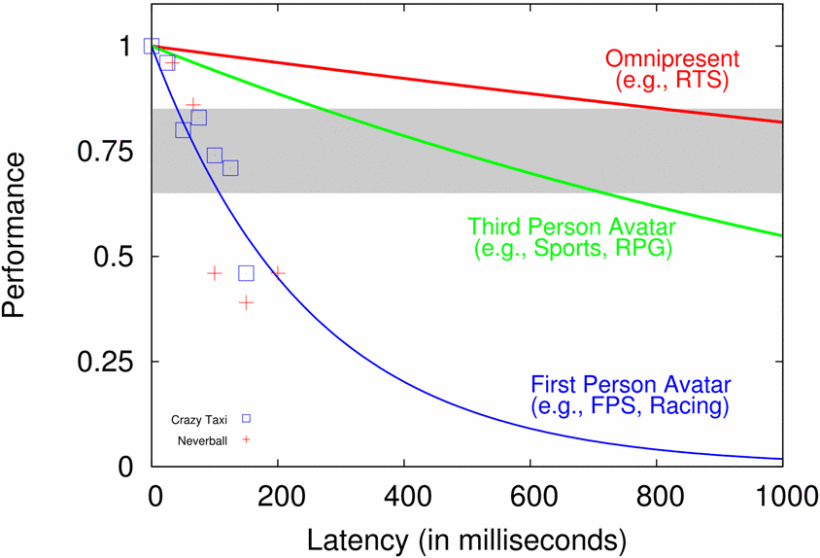 1
0.75
0.5
0.25
0
Performance
Omnipresent
(e.g., RTS)
Third Person Avatar
(e.g., Sports, RPG)
First Person Avatar
(e.g., FPS, Racing)
Crazy Taxi
Neverball
0 200 400 600 800 1000
Latency (in milliseconds)